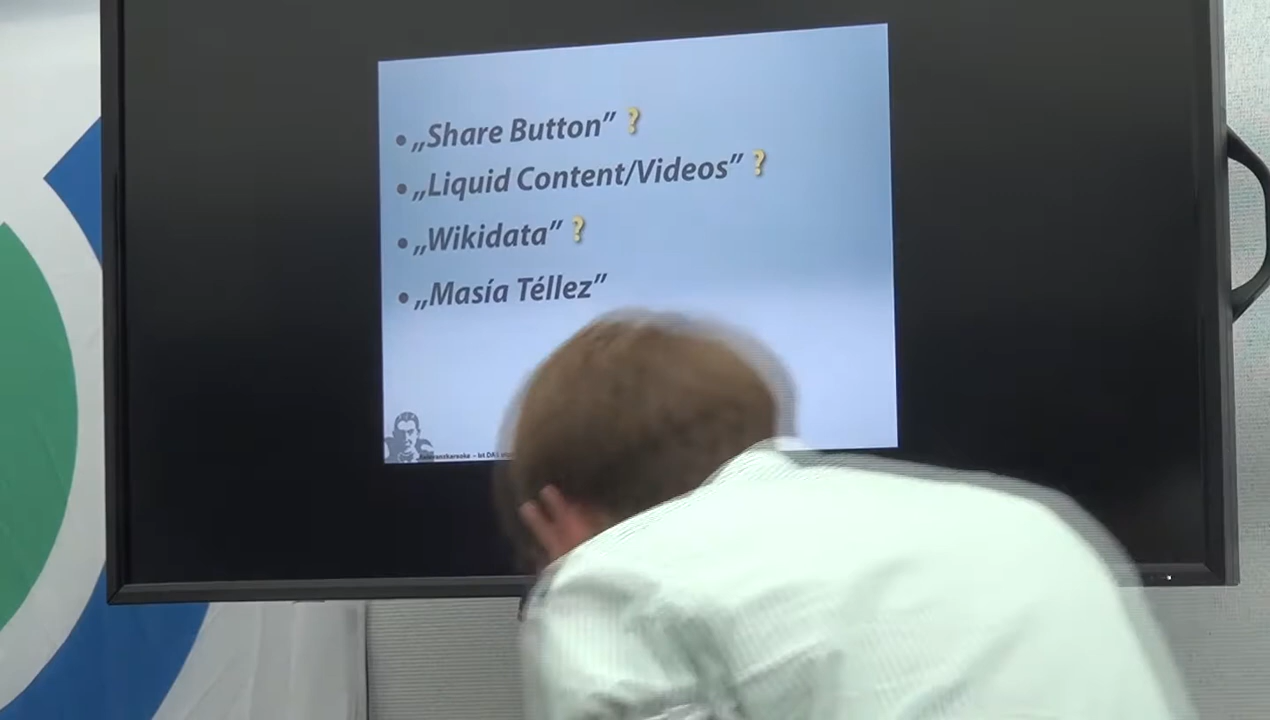 • „Share Button” ?
• „Liquid Content/Videos” ?
• „Wikidata” ?
• „Masía Téllez”